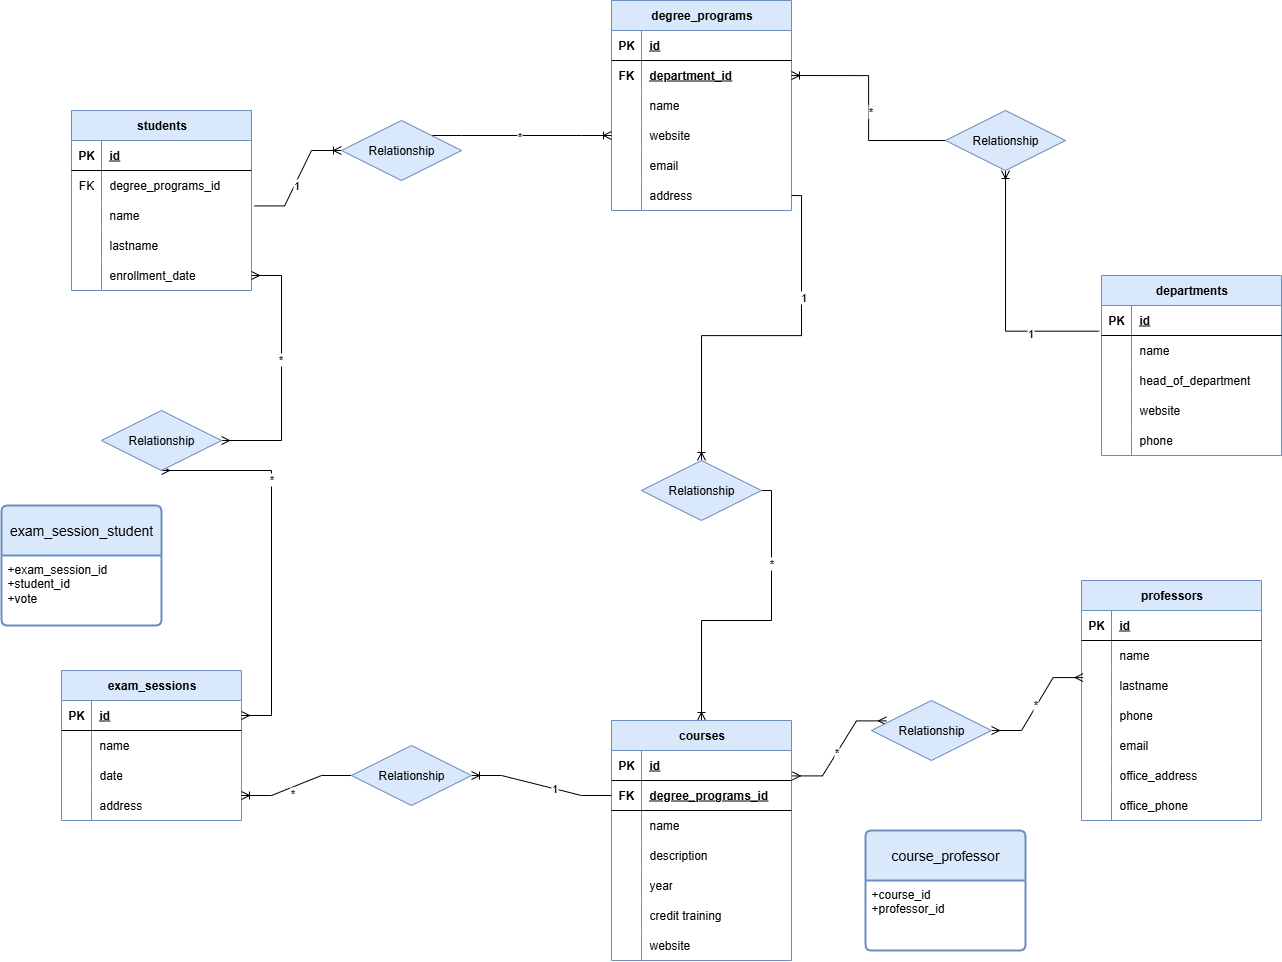 degree_programs
PK id
FK department_id
name
website
email
address
students
PK id
FK degree_programs_id
name
lastname
enrollment_date
Relationship
1
*
Relationship
*
1
departments
PK id
name
head_of_department
website
phone
1
*
Relationship
*
exam_session_student
+exam_session_id
+student_id
+vote
Relationship
*
professors
PK id
name
lastname
phone
email
office_address
office_phone
exam_sessions
PK id
name
date
address
*
Relationship
1
courses
PK id
FK degree_programs_id
name
description
year
credit training
website
*
Relationship
*
course_professor
+course_id
+professor_id